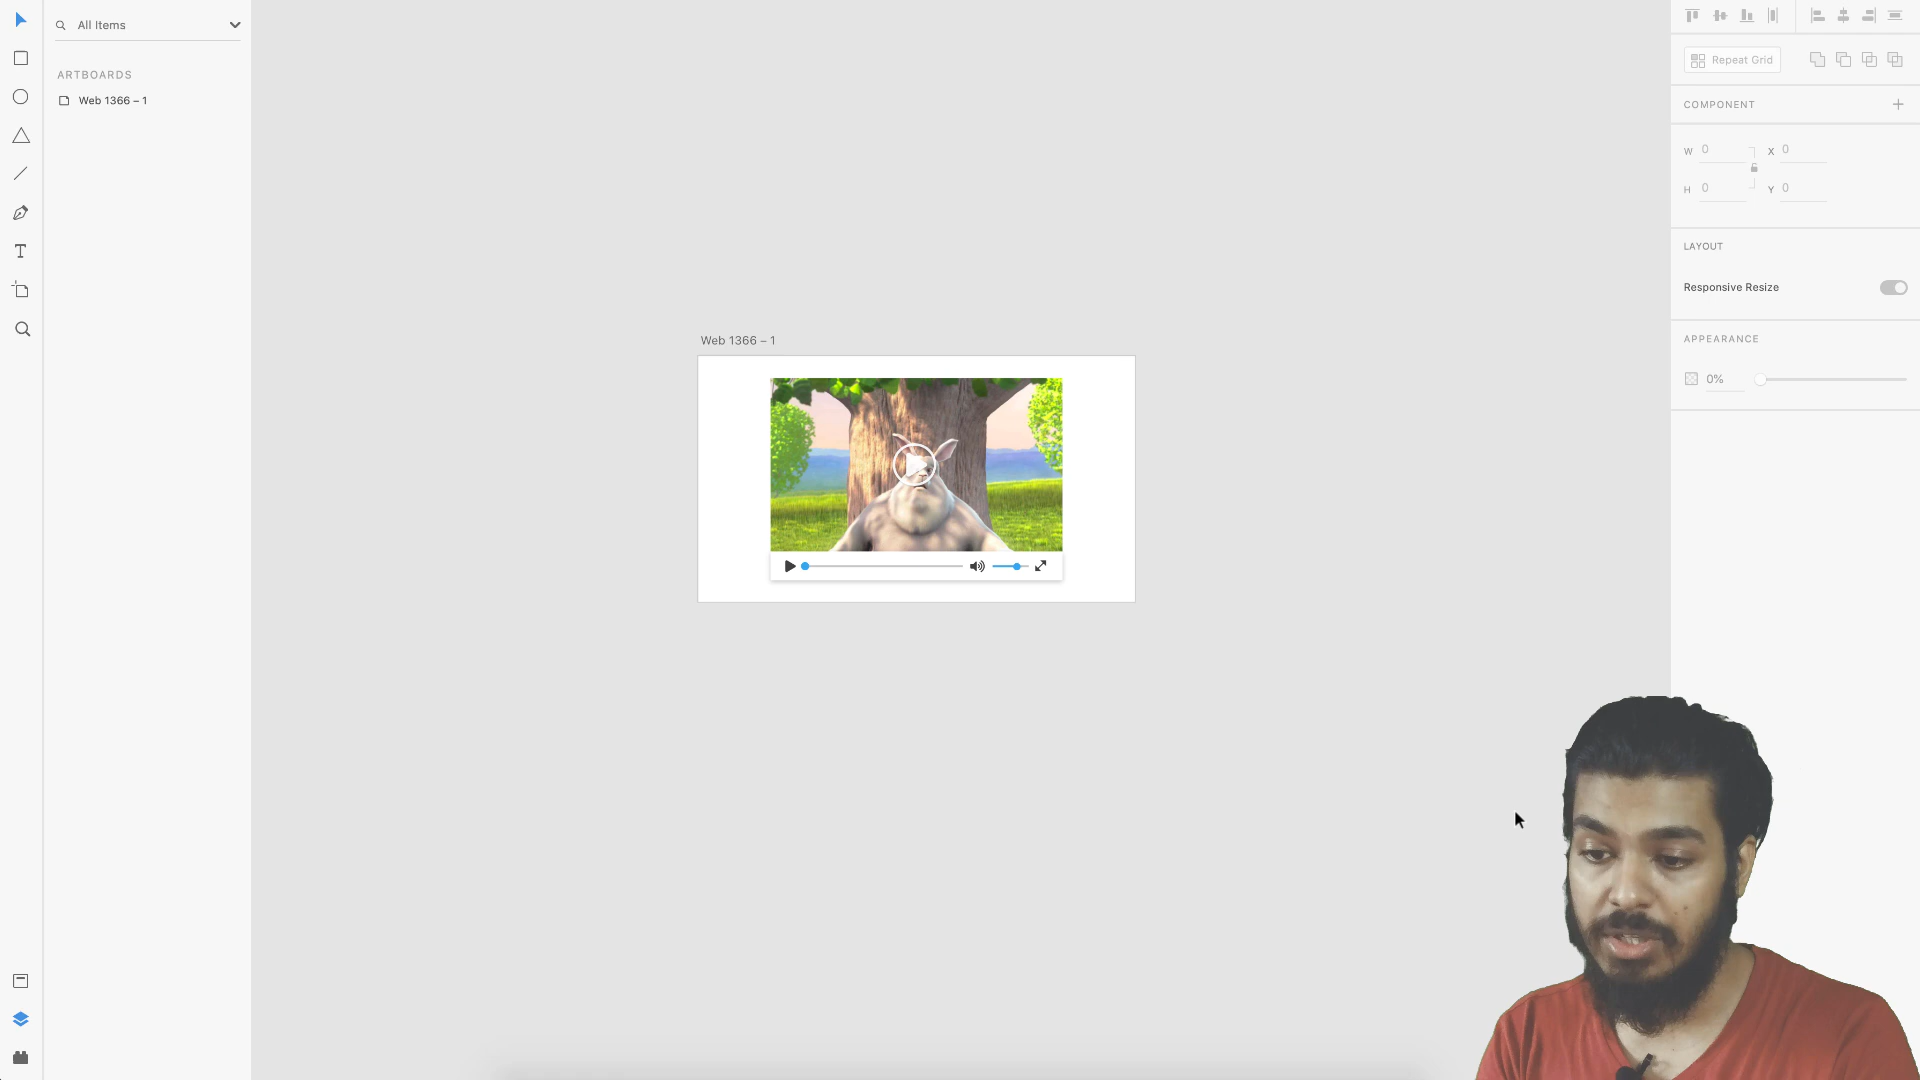 All Items
ARTBOARDS
Web 1366 – 1
Web 1366 – 1
Repeat Grid
COMPONENT
W 0 X 0
H 0 Y 0
LAYOUT
Responsive Resize
APPEARANCE
0%